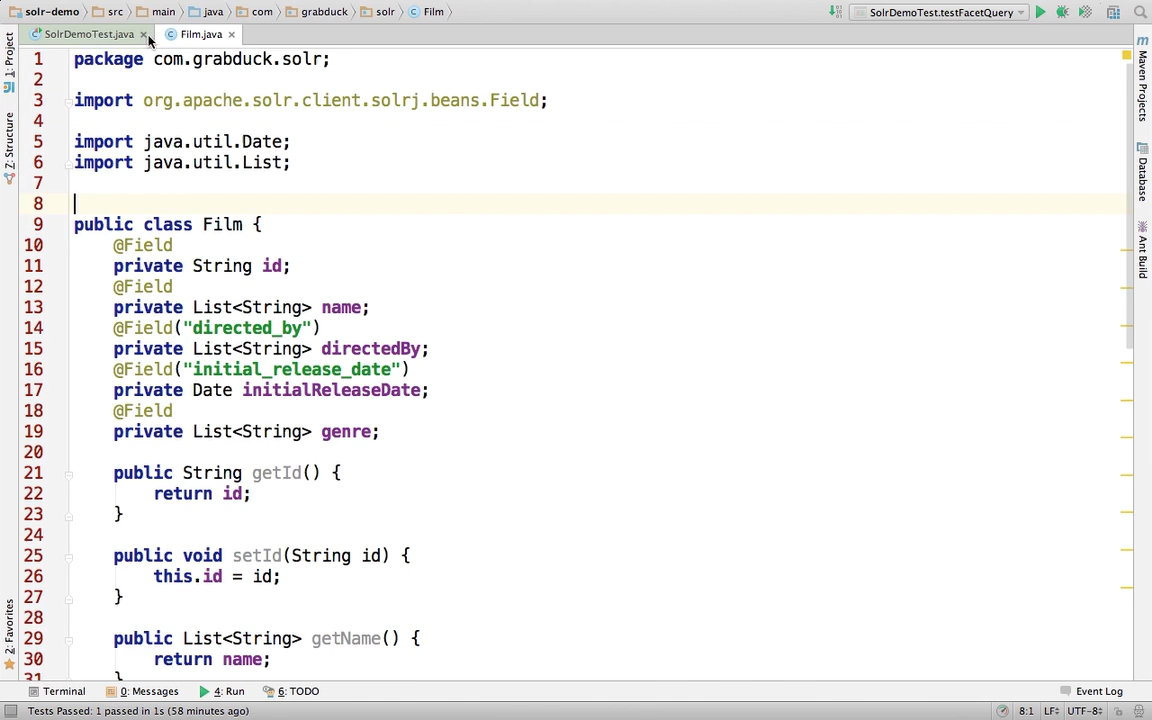 solr-demo src main java com grabduck solr Film SolrDemoTest.testFacetQuery
SolrDemoTest.java Film.java
1: Project
Z: Structure
2: Favorites
Maven Projects
Database
Ant Build
1 package com.grabduck.solr;
2
3 import org.apache.solr.client.solrj.beans.Field;
4
5 import java.util.Date;
6 import java.util.List;
7
8
9 public class Film {
10 @Field
11 private String id;
12 @Field
13 private List<String> name;
14 @Field("directed_by")
15 private List<String> directedBy;
16 @Field("initial_release_date")
17 private Date initialReleaseDate;
18 @Field
19 private List<String> genre;
20
21 public String getId() {
22 return id;
23 }
24
25 public void setId(String id) {
26 this.id = id;
27 }
28
29 public List<String> getName() {
30 return name;
31 }
Terminal 0: Messages 4: Run 6: TODO Event Log
Tests Passed: 1 passed in 1s (58 minutes ago) 8:1 LF UTF-8